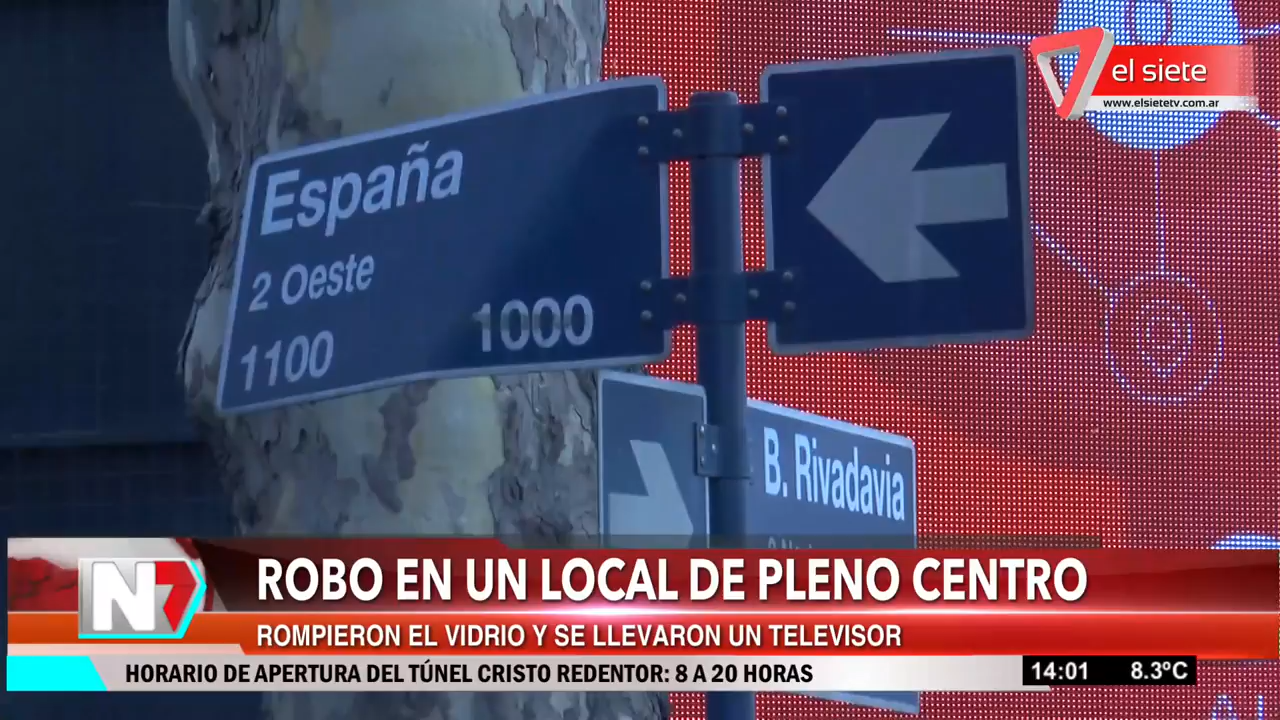 el siete
www.elsietetv.com.ar
España
2 Oeste
1100
1000
B. Rivadavia
N7
ROBO EN UN LOCAL DE PLENO CENTRO
ROMPIERON EL VIDRIO Y SE LLEVARON UN TELEVISOR
HORARIO DE APERTURA DEL TÚNEL CRISTO REDENTOR: 8 A 20 HORAS
14:01
8.3ºC